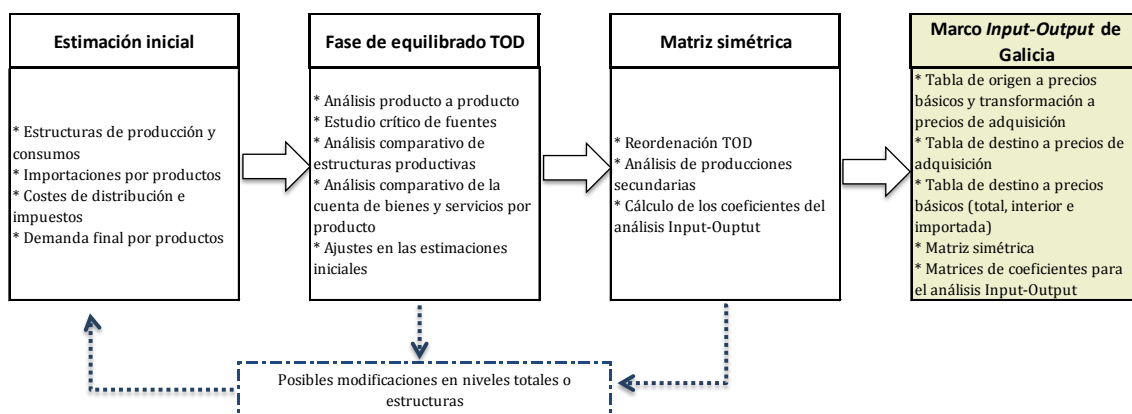 Estimación inicial
* Estructuras de producción y
consumos
* Importaciones por productos
* Costes de distribución e
impuestos
* Demanda final por productos
Fase de equilibrado TOD
* Análisis producto a producto
* Estudio crítico de fuentes
* Análisis comparativo de
estructuras productivas
* Análisis comparativo de la
cuenta de bienes y servicios por
producto
* Ajustes en las estimaciones
iniciales
Matriz simétrica
* Reordenación TOD
* Análisis de producciones
secundarias
* Cálculo de los coeficientes del
análisis Input-Ouptut
Marco Input-Output de
Galicia
* Tabla de origen a precios
básicos y transformación a
precios de adquisición
* Tabla de destino a precios de
adquisición
* Tabla de destino a precios
básicos (total, interior e
importada)
* Matriz simétrica
* Matrices de coeficientes para
el análisis Input-Output
Posibles modificaciones en niveles totales o
estructuras